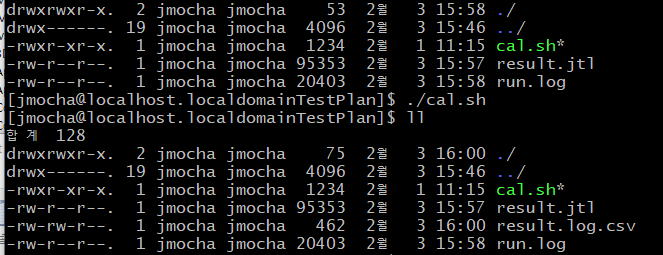 drwxrwxr-x. 2 jmocha jmocha 53 2월 3 15:58 ./
drwx------. 19 jmocha jmocha 4096 2월 3 15:46 ../
-rwxr-xr-x. 1 jmocha jmocha 1234 2월 1 11:15 cal.sh*
-rw-r--r--. 1 jmocha jmocha 95353 2월 3 15:57 result.jtl
-rw-r--r--. 1 jmocha jmocha 20403 2월 3 15:58 run.log
[jmocha@localhost.localdomainTestPlan]$ ./cal.sh
[jmocha@localhost.localdomainTestPlan]$ ll
합계 128
drwxrwxr-x. 2 jmocha jmocha 75 2월 3 16:00 ./
drwx------. 19 jmocha jmocha 4096 2월 3 15:46 ../
-rwxr-xr-x. 1 jmocha jmocha 1234 2월 1 11:15 cal.sh*
-rw-r--r--. 1 jmocha jmocha 95353 2월 3 15:57 result.jtl
-rw-rw-r--. 1 jmocha jmocha 462 2월 3 16:00 result.log.csv
-rw-r--r--. 1 jmocha jmocha 20403 2월 3 15:58 run.log